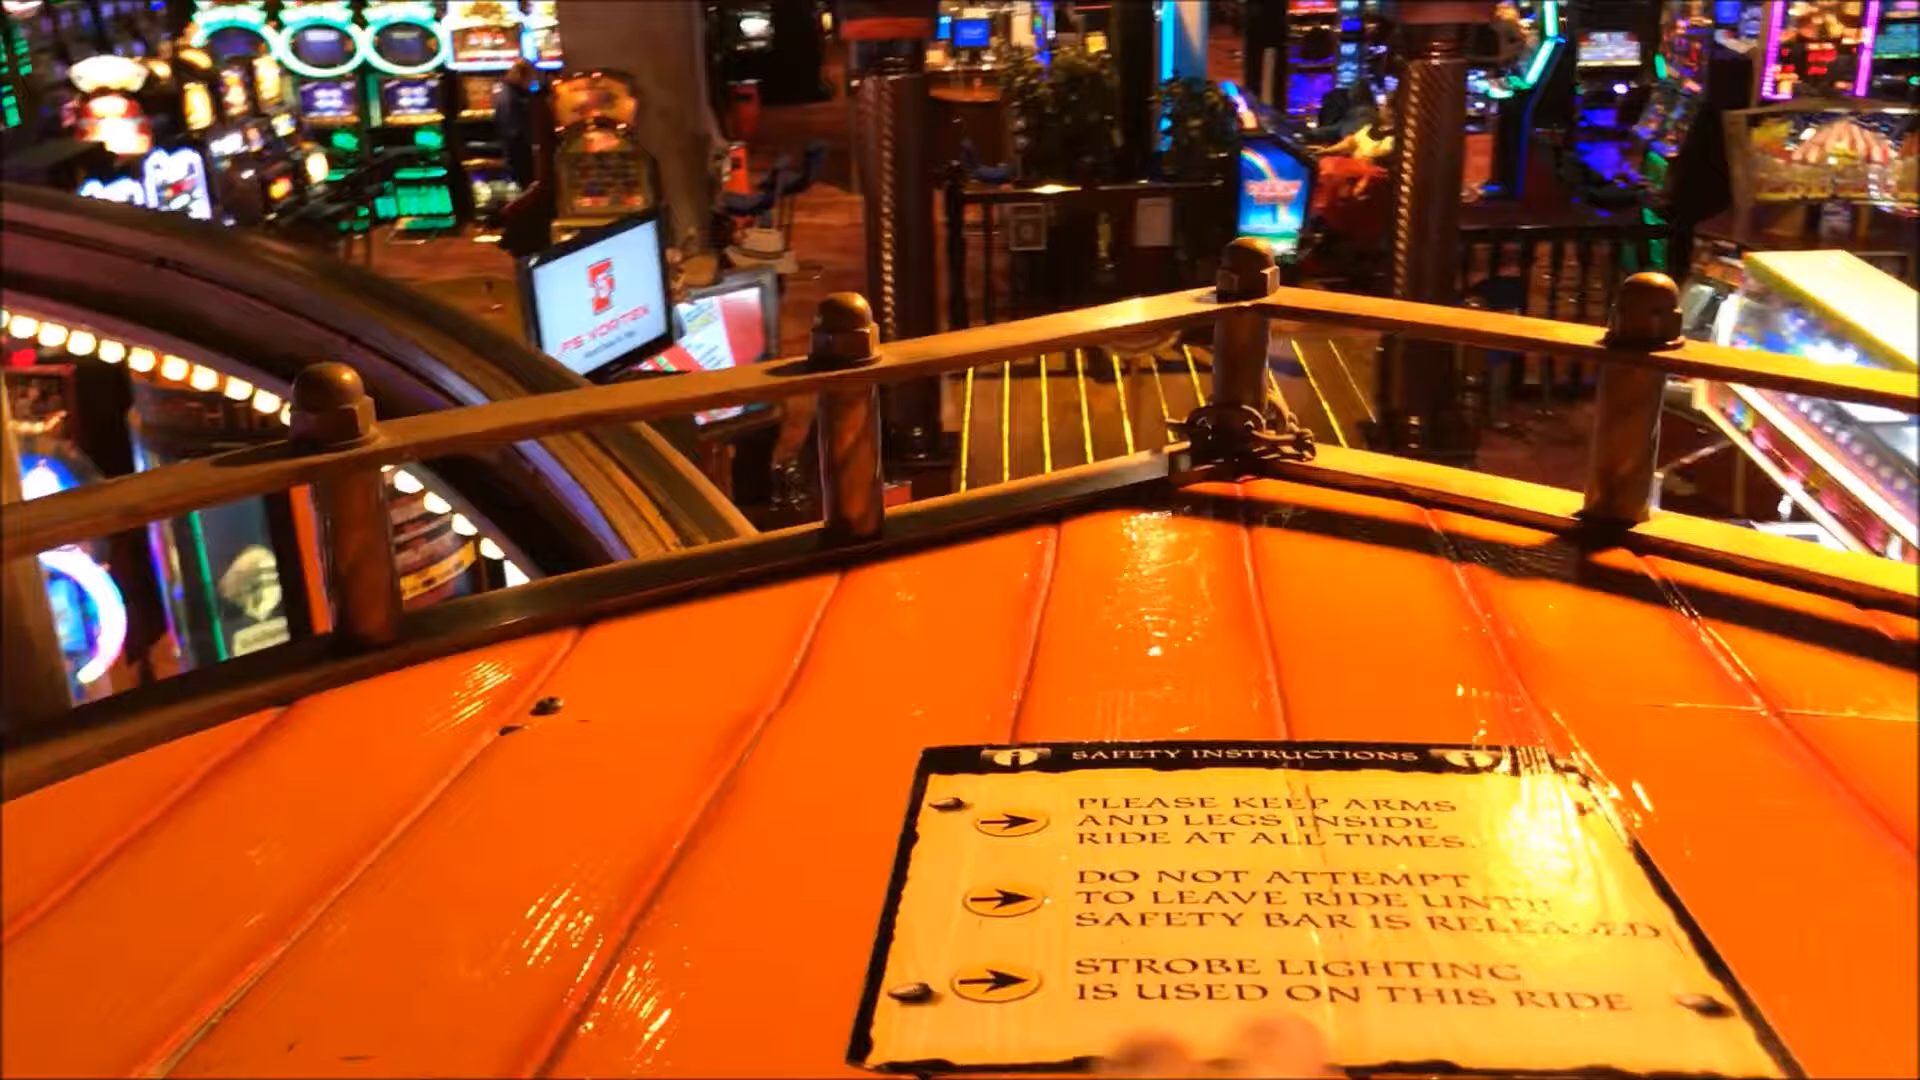 SAFETY INSTRUCTIONS
PLEASE KEEP ARMS
AND LEGS INSIDE
RIDE AT ALL TIMES.
DO NOT ATTEMPT
TO LEAVE RIDE UNTIL
SAFETY BAR IS RELEASED
STROBE LIGHTING
IS USED ON THIS RIDE